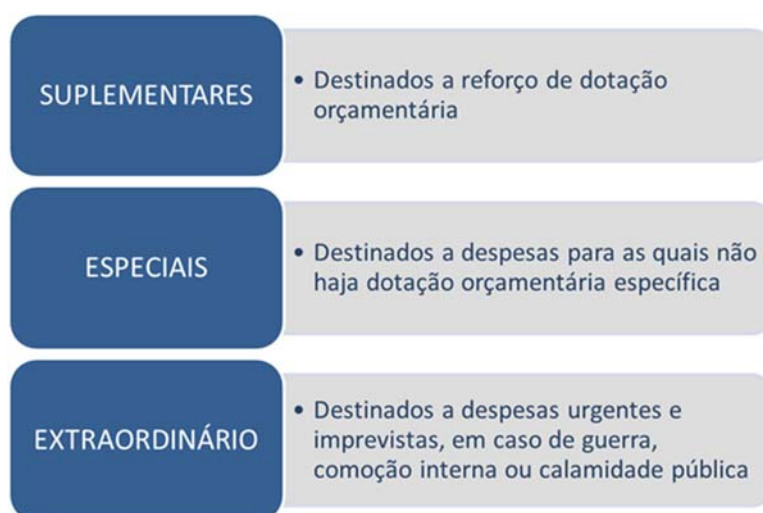 SUPLEMENTARES
• Destinados a reforço de dotação
orçamentária
ESPECIAIS
• Destinados a despesas para as quais não
haja dotação orçamentária específica
EXTRAORDINÁRIO
• Destinados a despesas urgentes e
imprevistas, em caso de guerra,
comoção interna ou calamidade pública